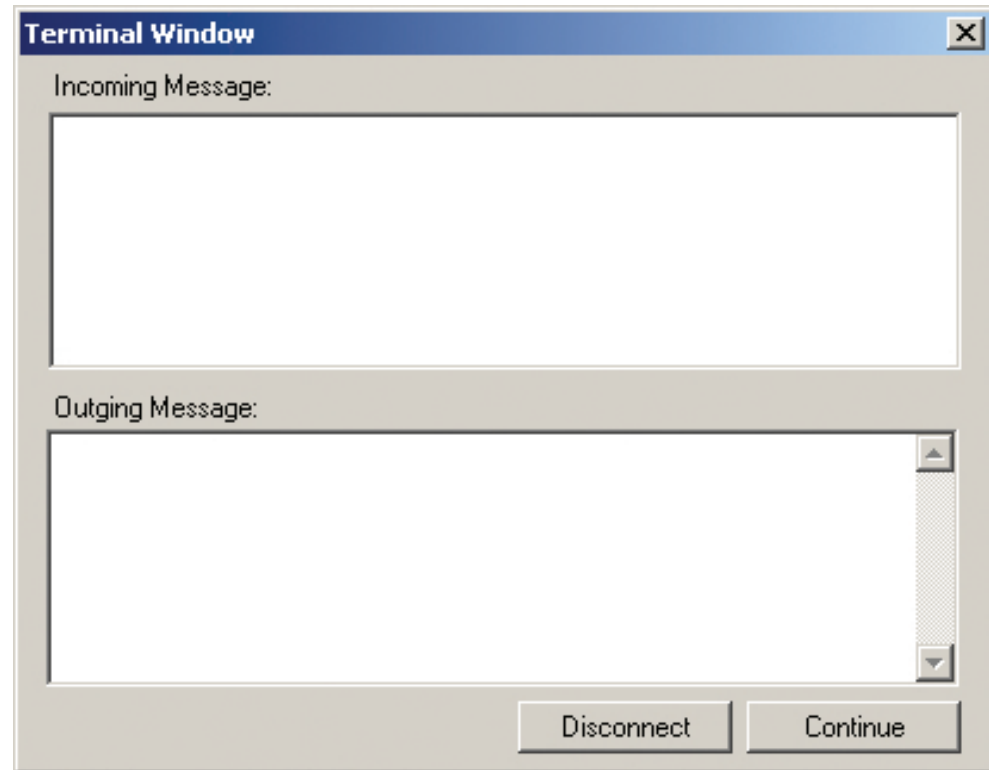 Terminal Window
Incoming Message:
Outging Message:
Disconnect Continue